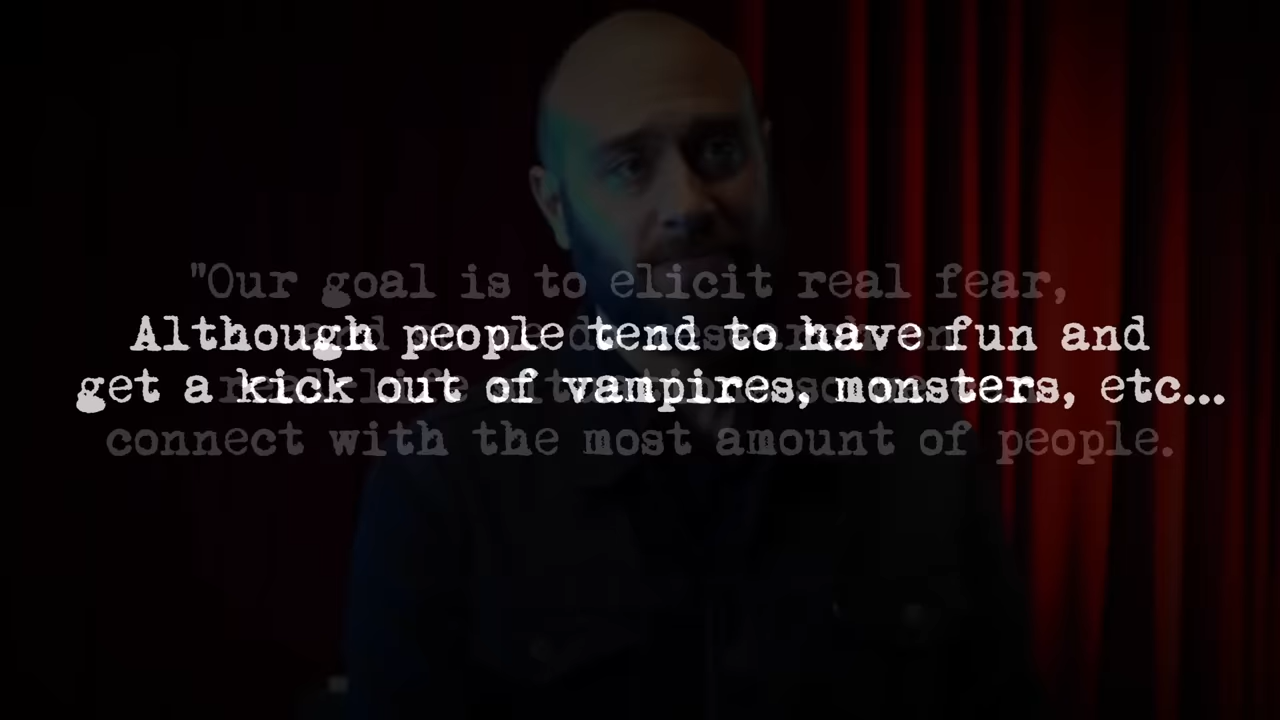 "Our goal is to elicit real fear,
Although people tend to have fun and
get a kick out of vampires, monsters, etc...
connect with the most amount of people.